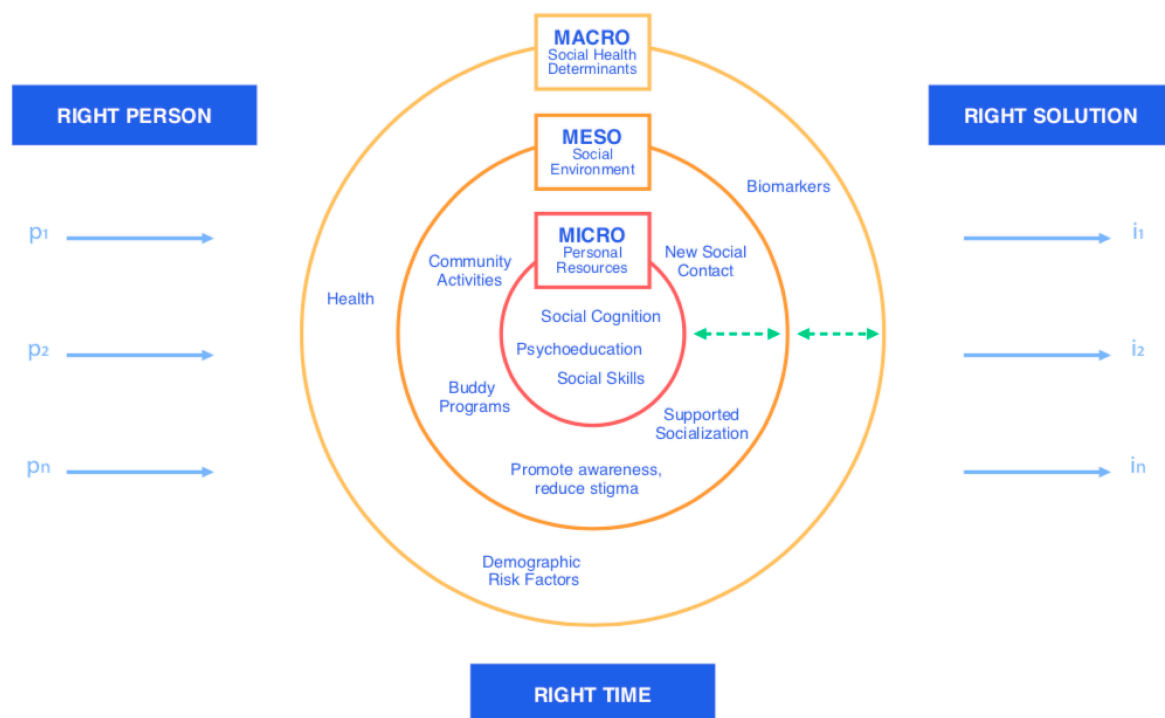 MACRO
Social Health
Determinants
RIGHT PERSON
RIGHT SOLUTION
MESO
Social
Environment
Biomarkers
MICRO
Personal
Resources
New Social
Contact
Community
Activities
Health
Social Cognition
Psychoeducation
Social Skills
Buddy
Programs
Supported
Socialization
Promote awareness,
reduce stigma
Demographic
Risk Factors
p₁
p₂
pₙ
i₁
i₂
iₙ
RIGHT TIME